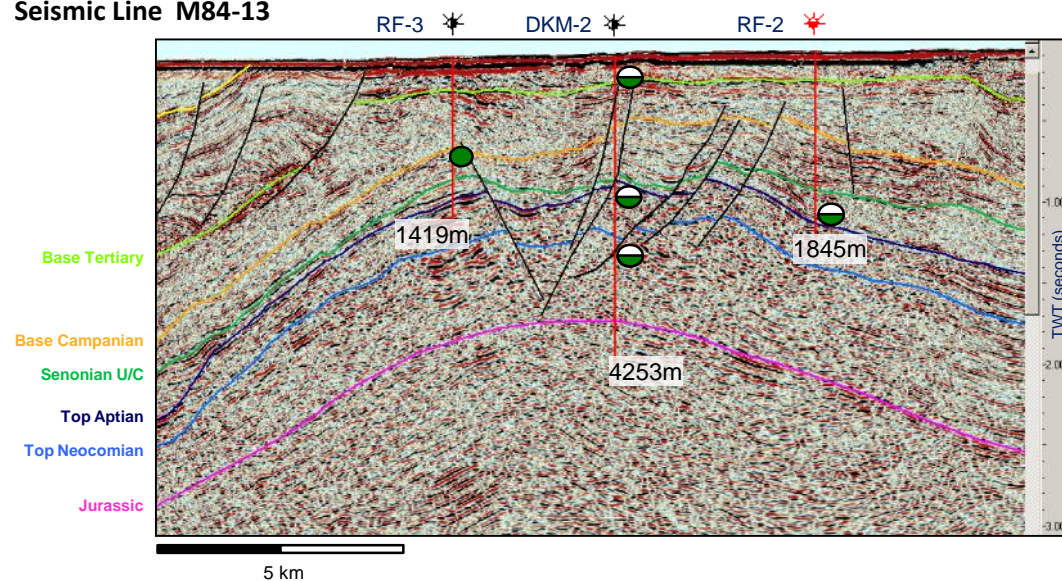 Seismic Line M84-13
RF-3
DKM-2
RF-2
1419m
1845m
4253m
Base Tertiary
Base Campanian
Senonian U/C
Top Aptian
Top Neocomian
Jurassic
-1.00
-2.00
-3.00
TWT (seconds)
5 km